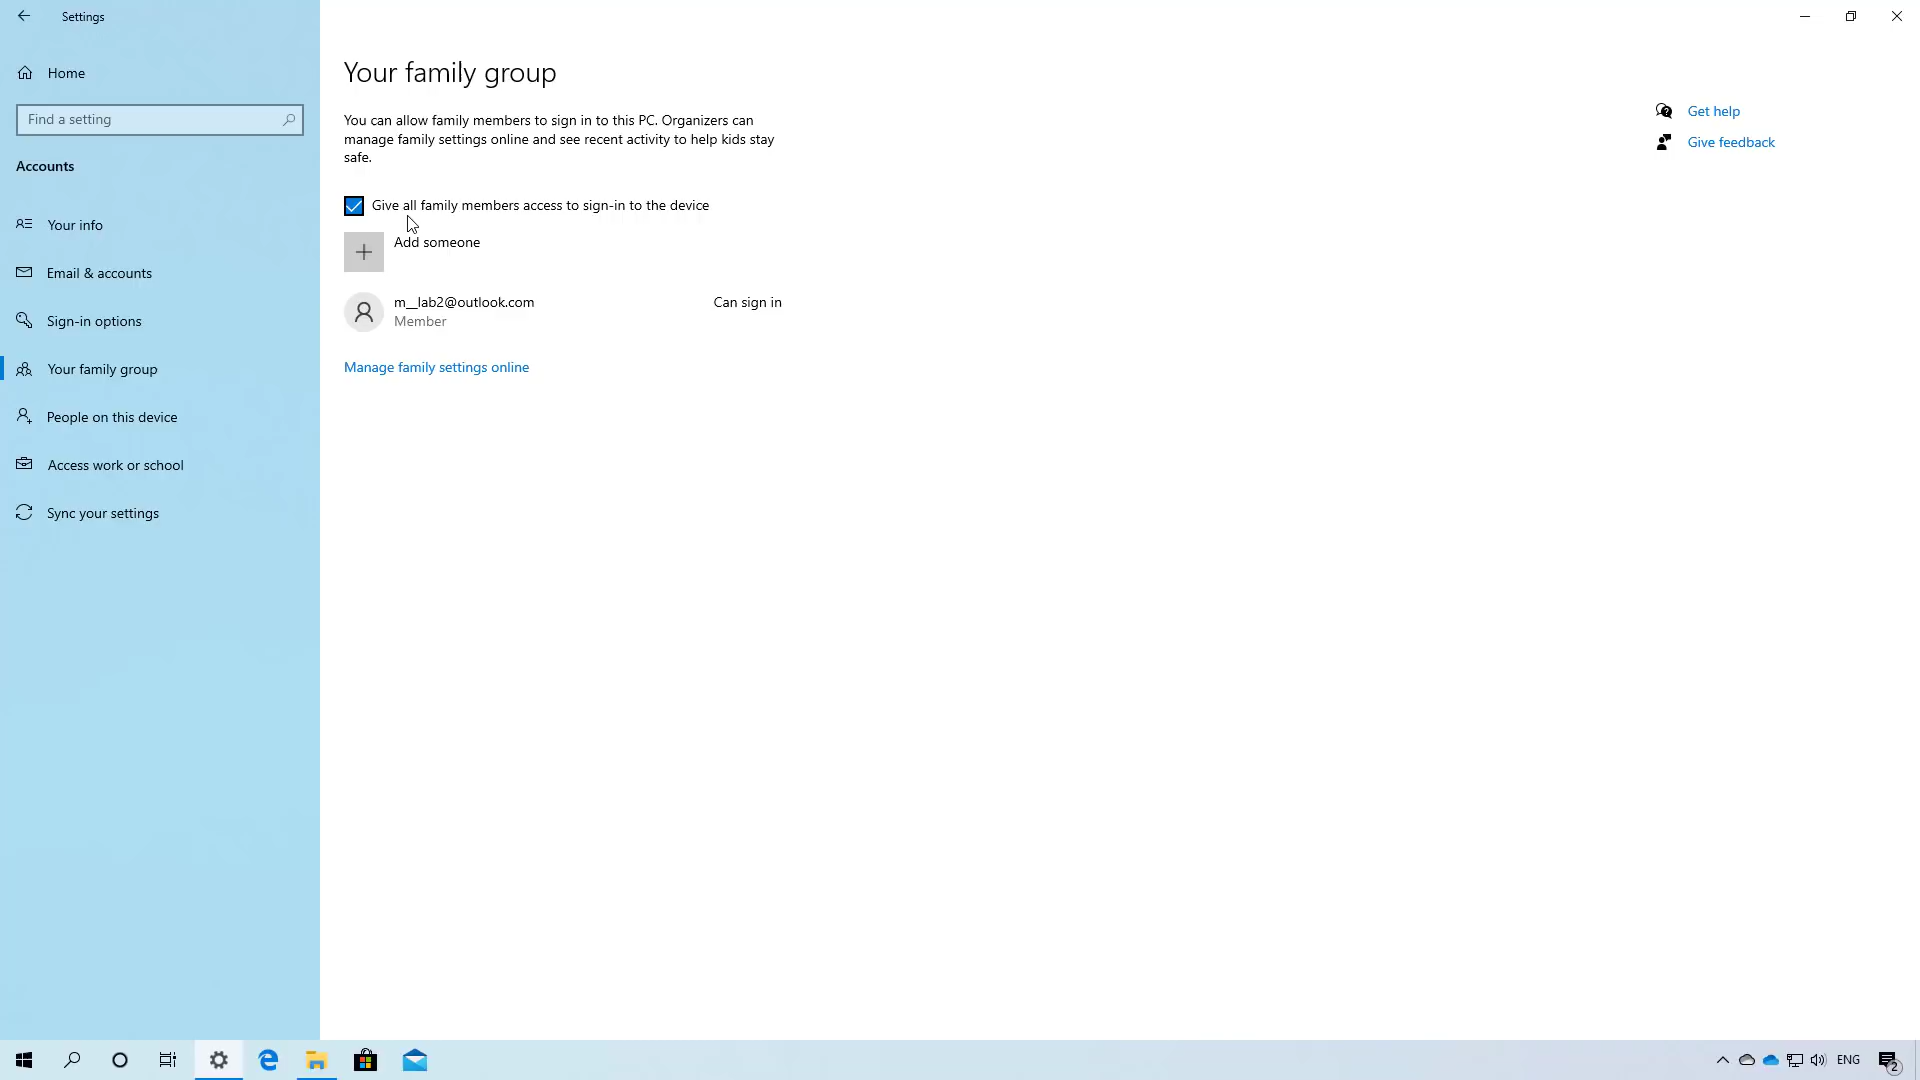 Settings
Home
Find a setting
Accounts
Your info
Email & accounts
Sign-in options
Your family group
People on this device
Access work or school
Sync your settings
Your family group
You can allow family members to sign in to this PC. Organizers can
manage family settings online and see recent activity to help kids stay
safe.
Give all family members access to sign-in to the device
Add someone
m__lab2@outlook.com Can sign in
Member
Manage family settings online
Get help
Give feedback
ENG
2